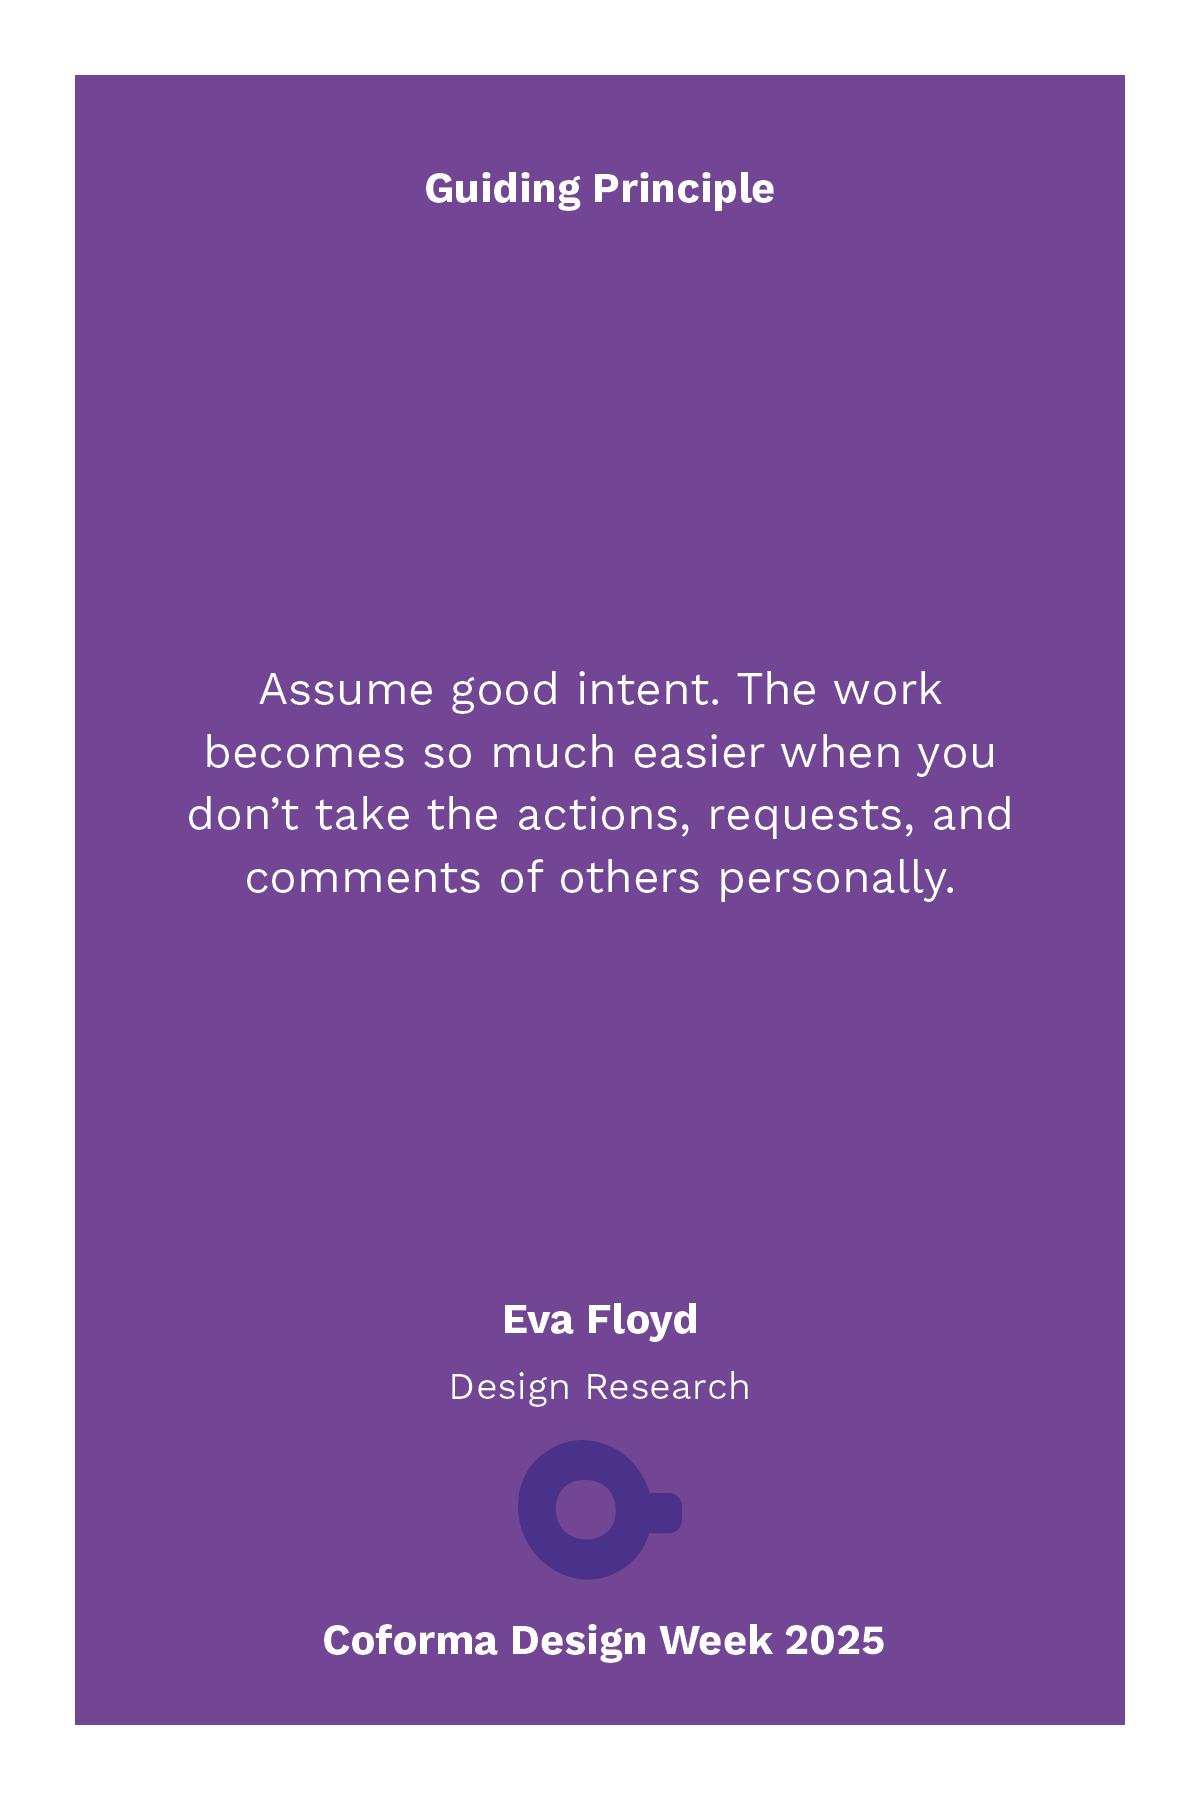 Guiding Principle
Assume good intent. The work
becomes so much easier when you
don’t take the actions, requests, and
comments of others personally.
Eva Floyd
Design Research
Coforma Design Week 2025